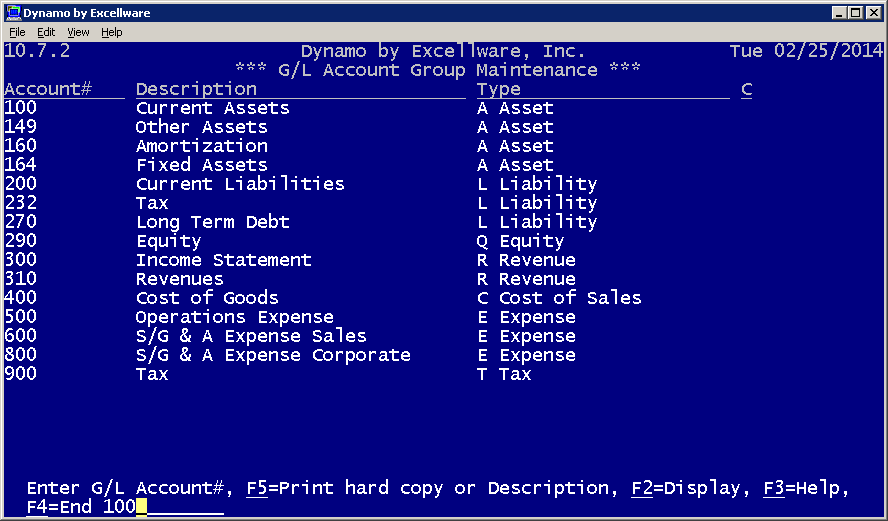 Dynamo by Excellware
File Edit View Help
10.7.2 Dynamo by Excellware, Inc. Tue 02/25/2014
*** G/L Account Group Maintenance ***
Account# Description Type C
100 Current Assets A Asset
149 Other Assets A Asset
160 Amortization A Asset
164 Fixed Assets A Asset
200 Current Liabilities L Liability
232 Tax L Liability
270 Long Term Debt L Liability
290 Equity Q Equity
300 Income Statement R Revenue
310 Revenues R Revenue
400 Cost of Goods C Cost of Sales
500 Operations Expense E Expense
600 S/G & A Expense Sales E Expense
800 S/G & A Expense Corporate E Expense
900 Tax T Tax
Enter G/L Account#, F5=Print hard copy or Description, F2=Display, F3=Help,
F4=End 100